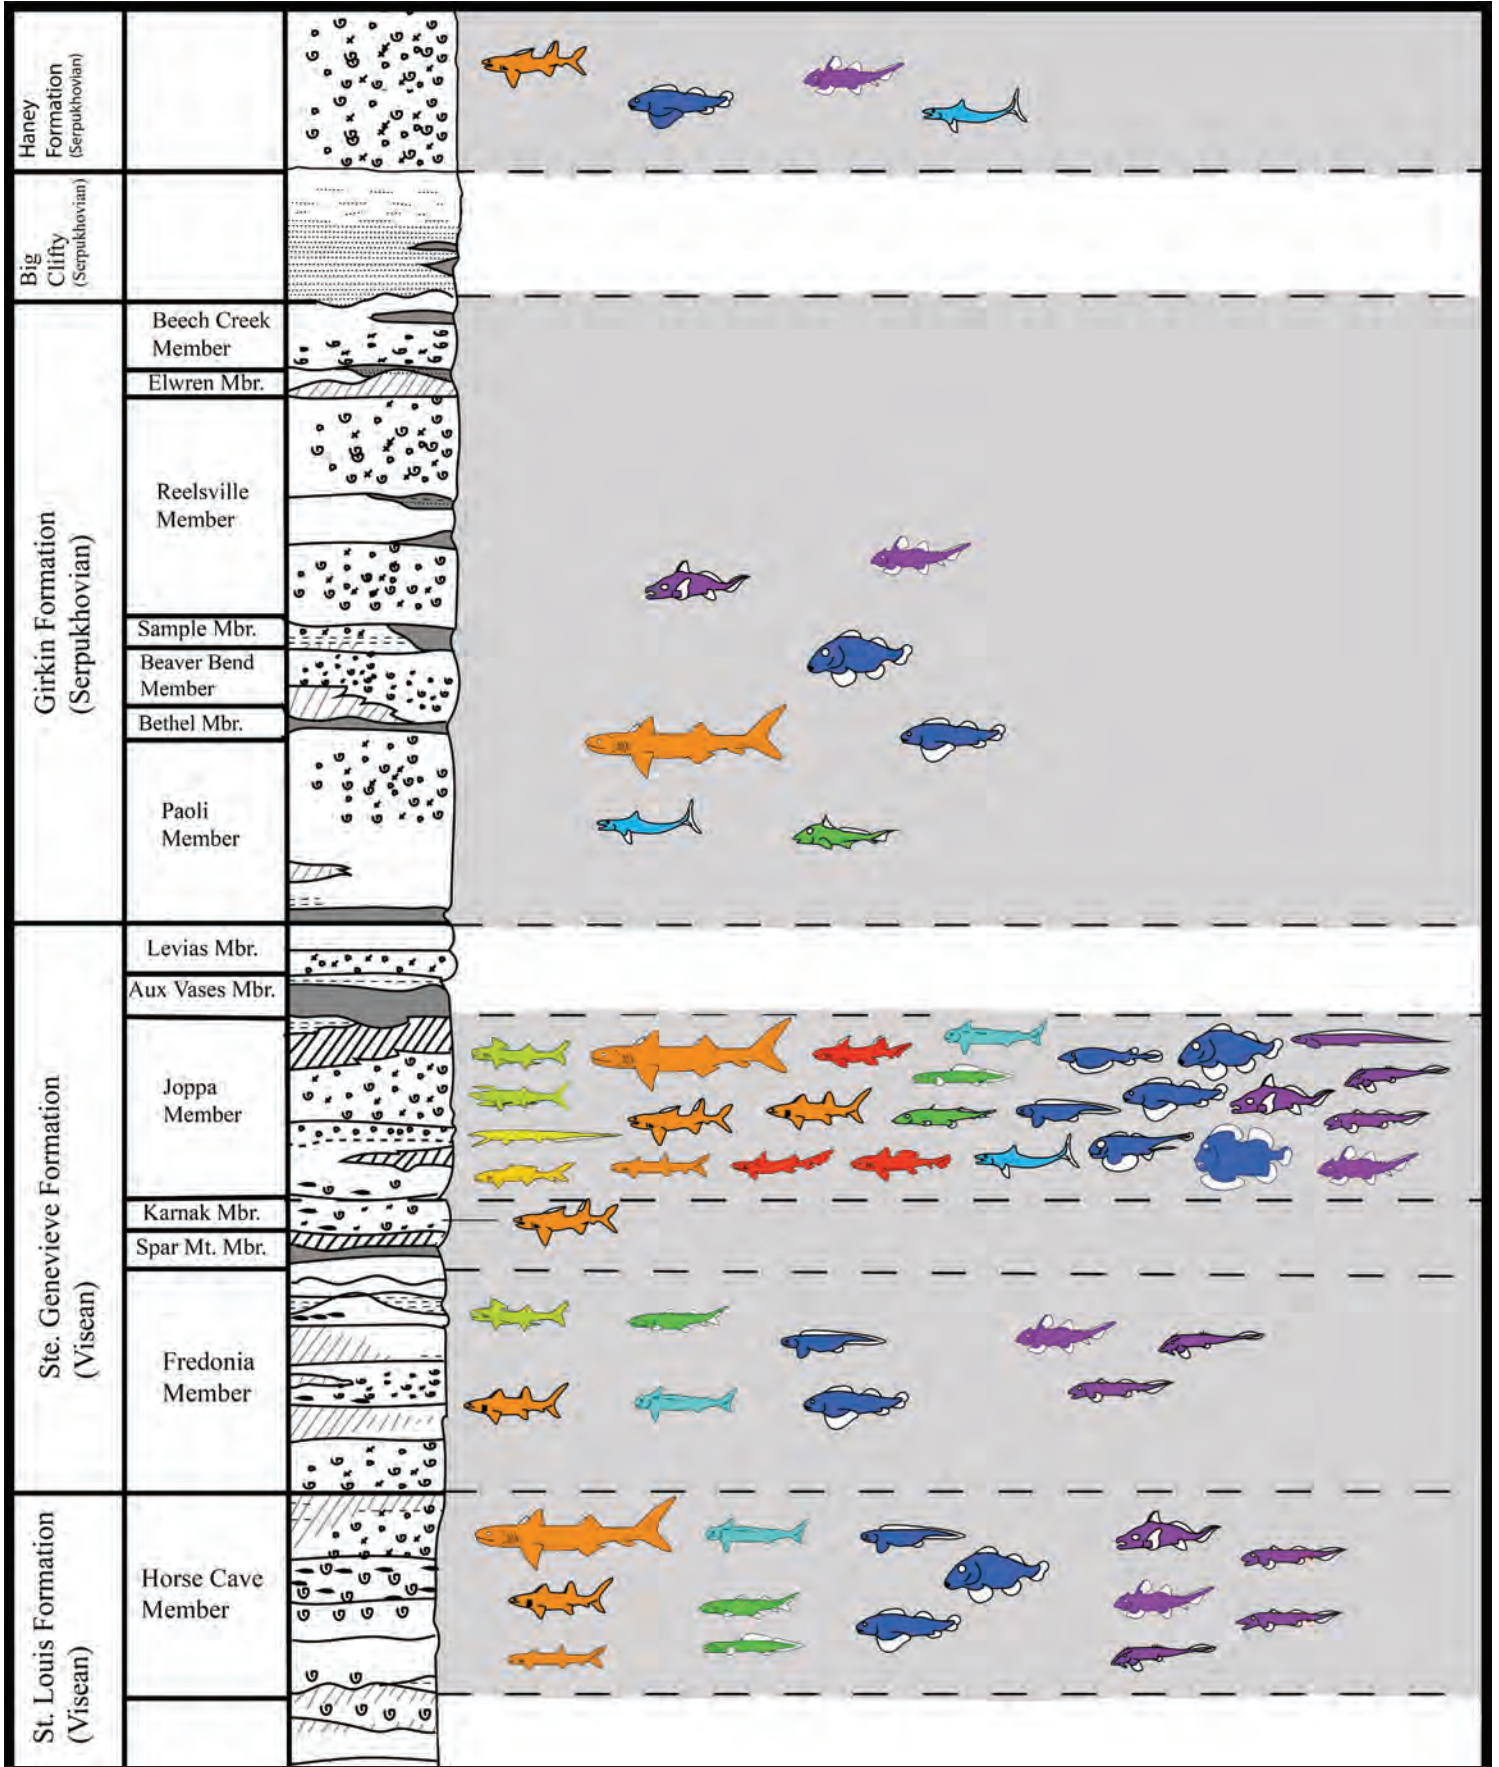 Haney
Formation
(Serpukhovian)
Big
Clifty
(Serpukhovian)
Girkin Formation
(Serpukhovian)
Beech Creek
Member
Elwren Mbr.
Reelsville
Member
Sample Mbr.
Beaver Bend
Member
Bethel Mbr.
Paoli
Member
Ste. Genevieve Formation
(Visean)
Levias Mbr.
Aux Vases Mbr.
Joppa
Member
Karnak Mbr.
Spar Mt. Mbr.
Fredonia
Member
St. Louis Formation
(Visean)
Horse Cave
Member